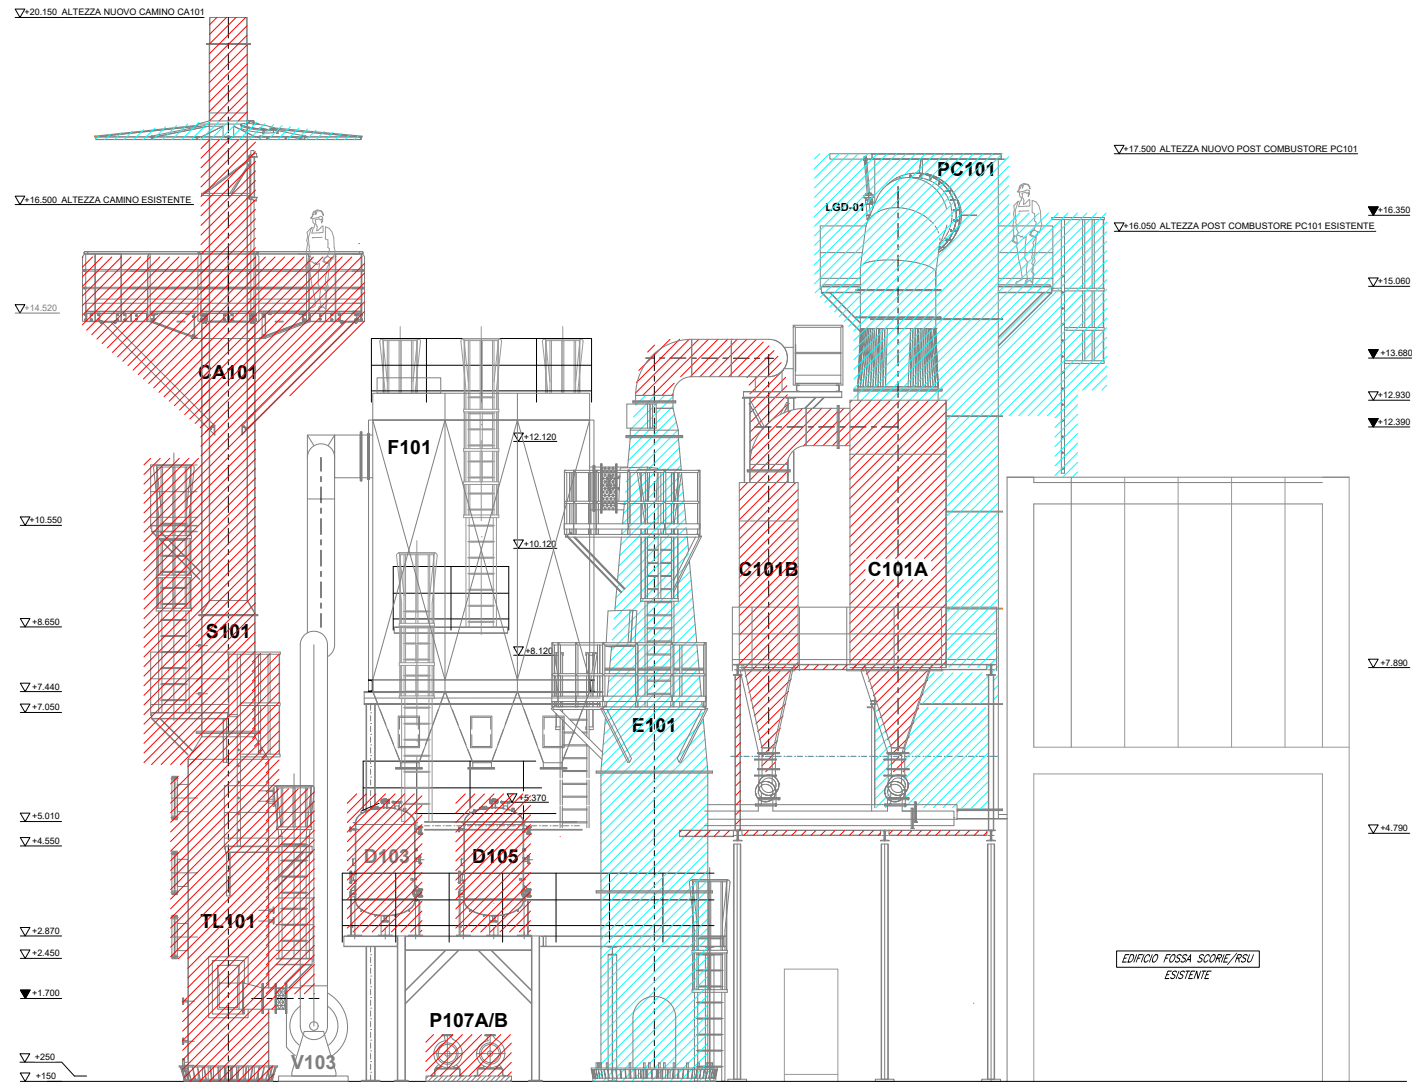 +20.150 ALTEZZA NUOVO CAMINO CA101
+17.500 ALTEZZA NUOVO POST COMBUSTORE PC101
PC101
+16.500 ALTEZZA CAMINO ESISTENTE
LGD-01
+16.350
+16.050 ALTEZZA POST COMBUSTORE PC101 ESISTENTE
+15.060
+14.520
+13.680
CA101
+12.930
+12.390
F101
+12.120
+10.550
+10.120
C101B
C101A
+8.650
S101
+8.120
+7.890
+7.440
+7.050
E101
+5.370
+5.010
+4.790
+4.550
D103
D105
TL101
+2.870
+2.450
EDIFICIO FOSSA SCORIE/RSU
ESISTENTE
+1.700
P107A/B
+250
V103
+150